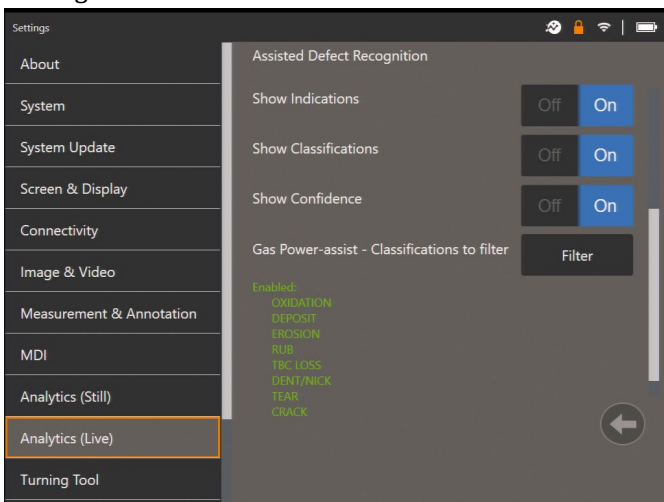 Settings
About
System
System Update
Screen & Display
Connectivity
Image & Video
Measurement & Annotation
MDI
Analytics (Still)
Analytics (Live)
Turning Tool
Assisted Defect Recognition
Show Indications Off On
Show Classifications Off On
Show Confidence Off On
Gas Power-assist - Classifications to filter Filter
Enabled:
OXIDATION
DEPOSIT
EROSION
RUB
TBC LOSS
DENT/NICK
TEAR
CRACK